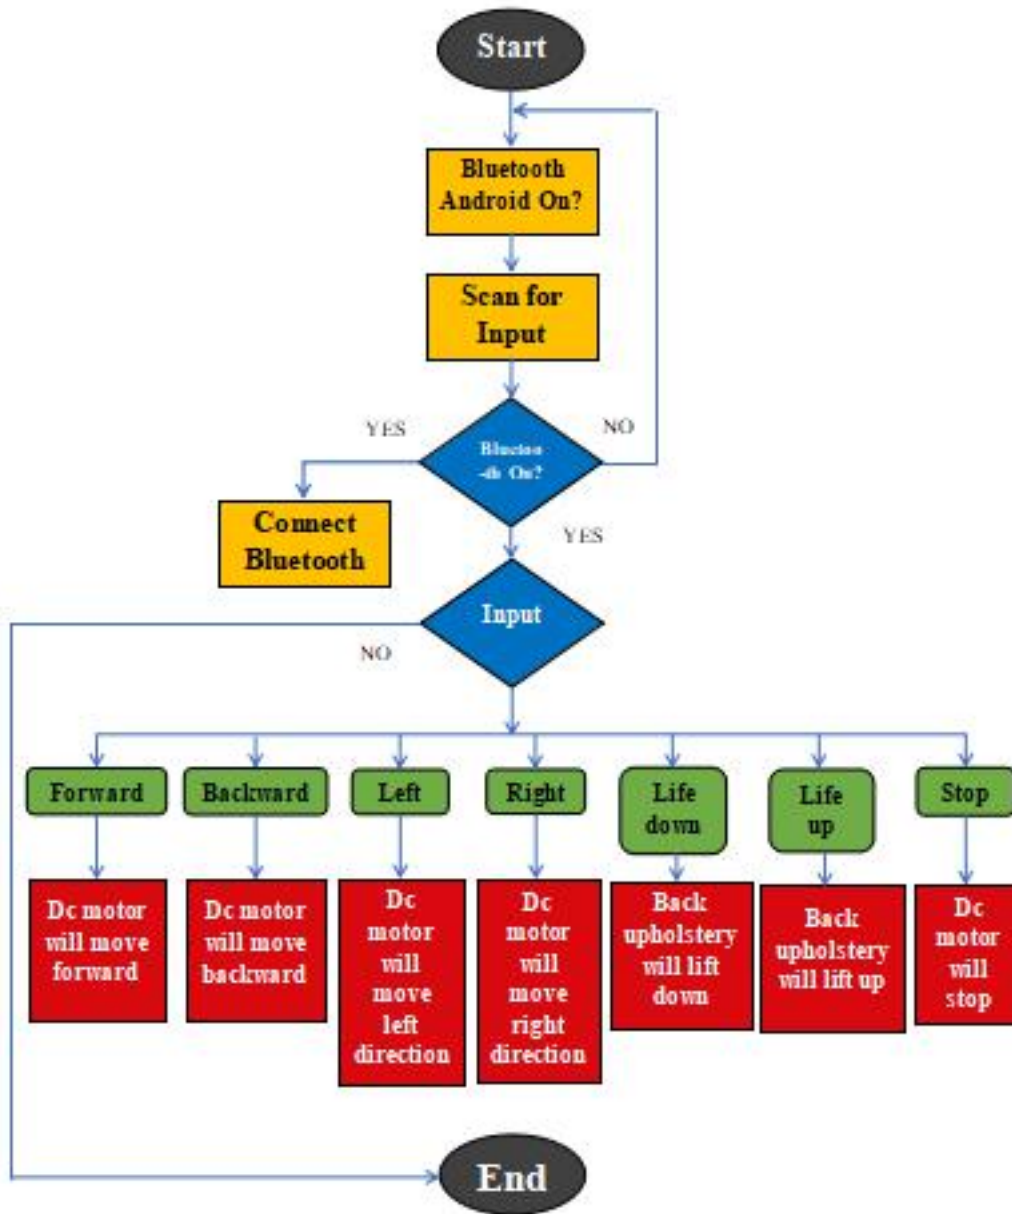 Start
Bluetooth
Android On?
Scan for
Input
YES
NO
Bluetoo
-th On?
Connect
Bluetooth
YES
Input
NO
Forward
Backward
Left
Right
Life
down
Life
up
Stop
Dc motor
will move
forward
Dc motor
will move
backward
Dc
motor
will
move
left
direction
Dc
motor
will
move
right
direction
Back
upholstery
will lift
down
Back
upholstery
will lift up
Dc
motor
will
stop
End